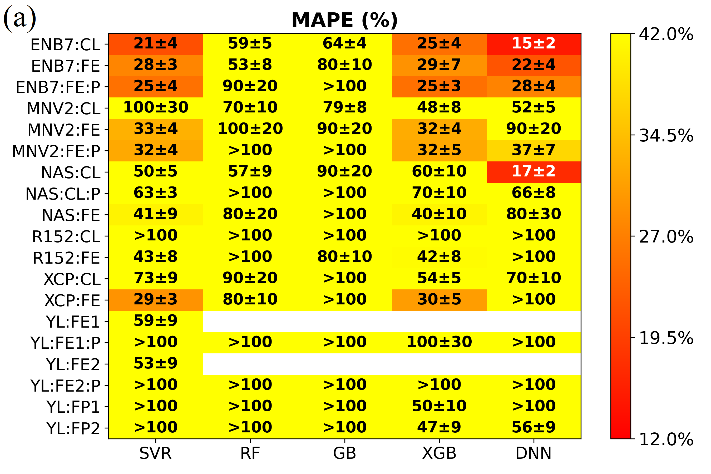 (a)
MAPE (%)
ENB7:CL 21±4 59±5 64±4 25±4 15±2
ENB7:FE 28±3 53±8 80±10 29±7 22±4
ENB7:FE:P 25±4 90±20 >100 25±3 28±4
MNV2:CL 100±30 70±10 79±8 48±8 52±5
MNV2:FE 33±4 100±20 90±20 32±4 90±20
MNV2:FE:P 32±4 >100 >100 32±5 37±7
NAS:CL 50±5 57±9 90±20 60±10 17±2
NAS:CL:P 63±3 >100 >100 70±10 66±8
NAS:FE 41±9 80±20 >100 40±10 80±30
R152:CL >100 >100 >100 >100 >100
R152:FE 43±8 >100 80±10 42±8 >100
XCP:CL 73±9 90±20 >100 54±5 70±10
XCP:FE 29±3 80±10 >100 30±5 >100
YL:FE1 59±9
YL:FE1:P >100 >100 >100 100±30 >100
YL:FE2 53±9
YL:FE2:P >100 >100 >100 >100 >100
YL:FP1 >100 >100 >100 50±10 >100
YL:FP2 >100 >100 >100 47±9 56±9
SVR RF GB XGB DNN
42.0%
34.5%
27.0%
19.5%
12.0%